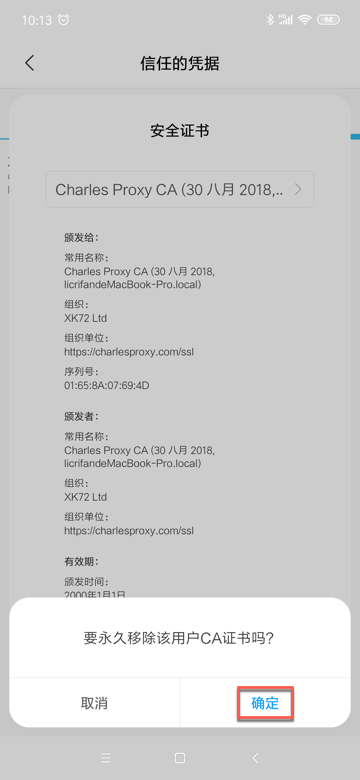 10:13
HD
94
信任的凭据
安全证书
Charles Proxy CA (30 八月 2018,..
颁发给：
常用名称：
Charles Proxy CA (30 八月 2018,
licrifandeMacBook-Pro.local)
组织：
XK72 Ltd
组织单位：
https://charlesproxy.com/ssl
序列号：
01:65:8A:07:69:4D
颁发者：
常用名称：
Charles Proxy CA (30 八月 2018,
licrifandeMacBook-Pro.local)
组织：
XK72 Ltd
组织单位：
https://charlesproxy.com/ssl
有效期：
颁发时间：
2000年1月1日
要永久移除该用户CA证书吗？
取消
确定